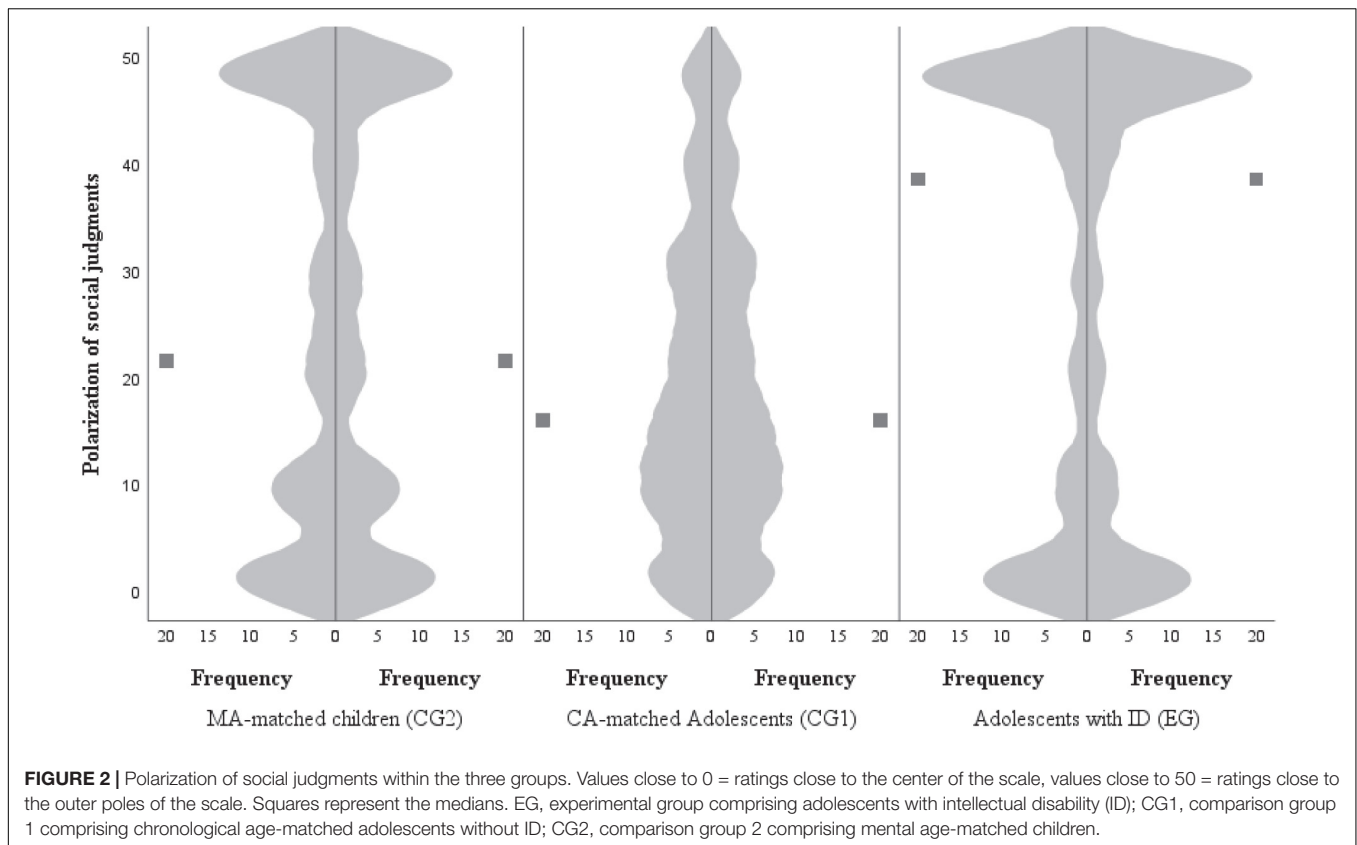 Polarization of social judgments
50
40
30
20
10
0
20 15 10 5 0 5 10 15 20 20 15 10 5 0 5 10 15 20 20 15 10 5 0 5 10 15 20
Frequency Frequency Frequency Frequency Frequency Frequency
MA-matched children (CG2) CA-matched Adolescents (CG1) Adolescents with ID (EG)
FIGURE 2 | Polarization of social judgments within the three groups. Values close to 0 = ratings close to the center of the scale, values close to 50 = ratings close to
the outer poles of the scale. Squares represent the medians. EG, experimental group comprising adolescents with intellectual disability (ID); CG1, comparison group
1 comprising chronological age-matched adolescents without ID; CG2, comparison group 2 comprising mental age-matched children.